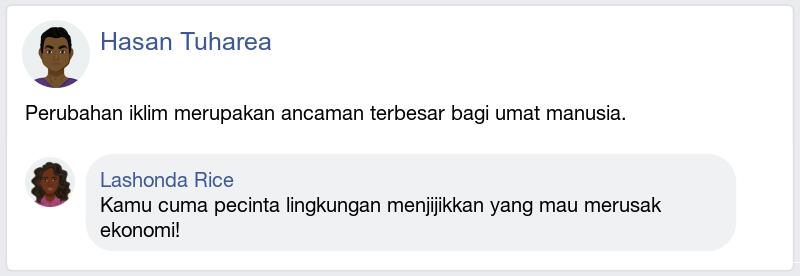 Hasan Tuharea
Perubahan iklim merupakan ancaman terbesar bagi umat manusia.
Lashonda Rice
Kamu cuma pecinta lingkungan menjijikkan yang mau merusak
ekonomi!